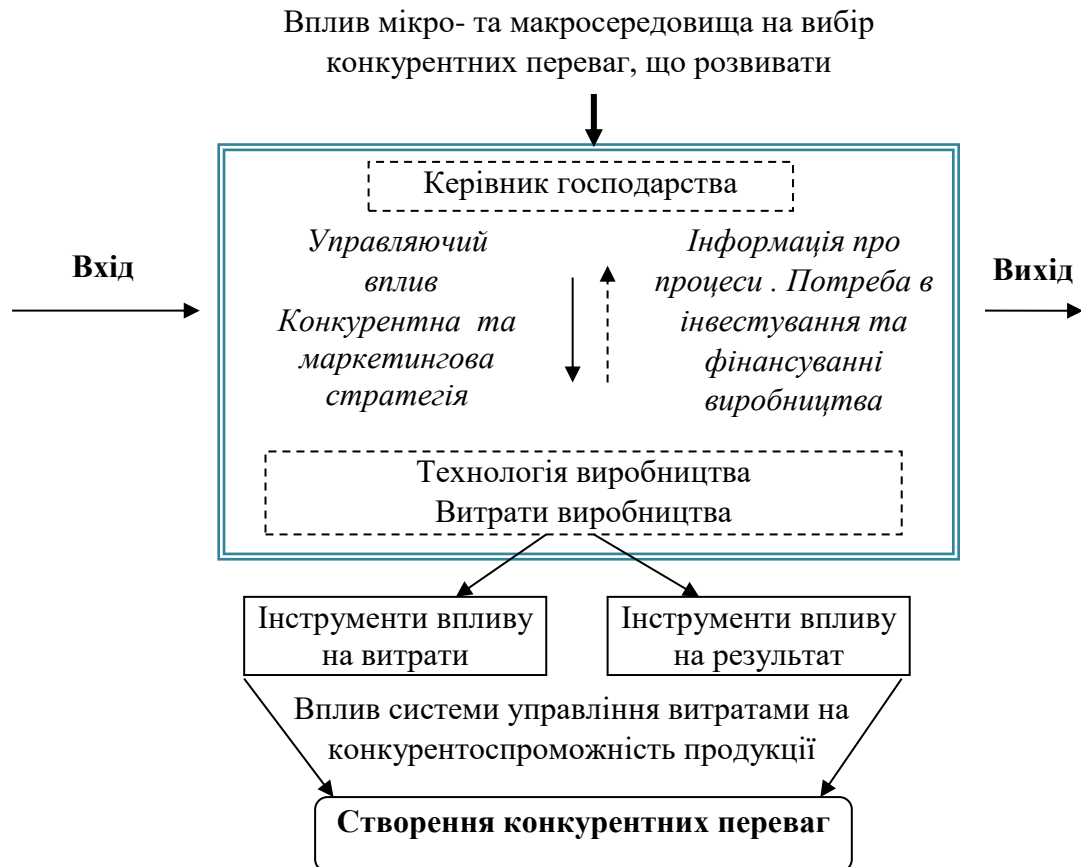 Вплив мікро- та макросередовища на вибір
конкурентних переваг, що розвивати
Керівник господарства
Вхід
Управляючий
вплив
Конкурентна та
маркетингова
стратегія
Інформація про
процеси . Потреба в
інвестування та
фінансуванні
виробництва
Вихід
Технологія виробництва
Витрати виробництва
Інструменти впливу
на витрати
Інструменти впливу
на результат
Вплив системи управління витратами на
конкурентоспроможність продукції
Створення конкурентних переваг